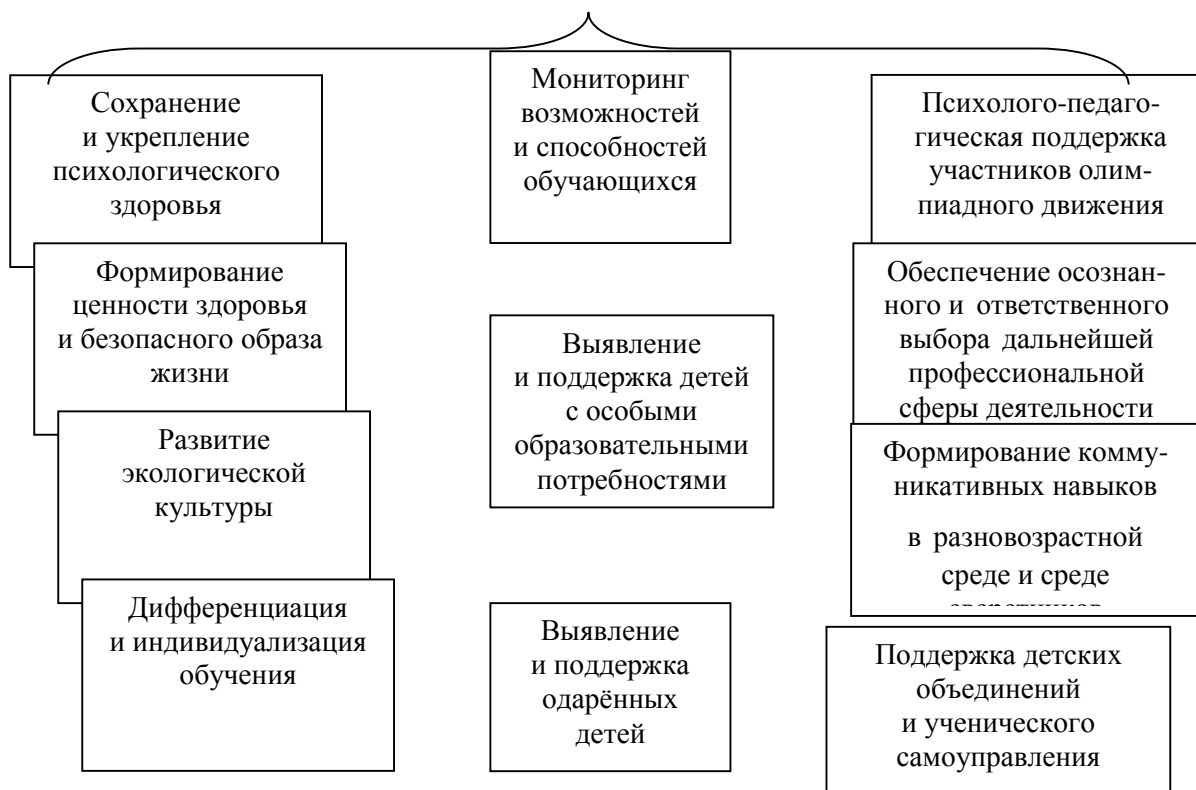 Сохранение
и укрепление
психологического
здоровья
Формирование
ценности здоровья
и безопасного образа
жизни
Развитие
экологической
культуры
Дифференциация
и индивидуализация
обучения
Мониторинг
возможностей
и способностей
обучающихся
Выявление
и поддержка детей
с особыми
образовательными
потребностями
Выявление
и поддержка
одарённых
детей
Психолого-педаго-
гическая поддержка
участников олим-
пиадного движения
Обеспечение осознан-
ного и ответственного
выбора дальнейшей
профессиональной
сферы деятельности
Формирование комму-
никативных навыков
в разновозрастной
среде и среде
Поддержка детских
объединений
и ученического
самоуправления